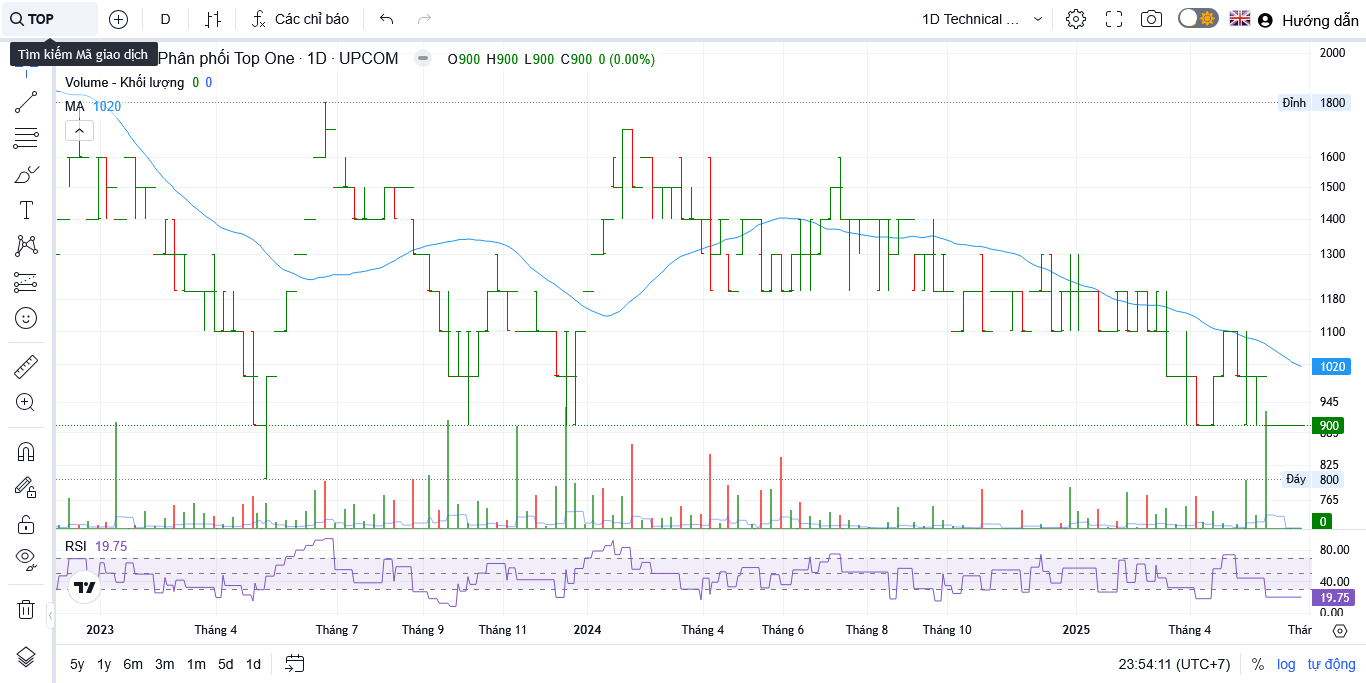 TOP
D
Các chỉ báo
1D Technical ...
Hướng dẫn
Tìm kiếm Mã giao dịch
Phân phối Top One · 1D · UPCOM
O900 H900 L900 C900 0 (0.00%)
Volume - Khối lượng 0 0
MA 1020
2000
Đỉnh 1800
1600
1500
1400
1300
1180
1100
1020
945
900
825
Đáy 800
765
0
RSI 19.75
80.00
40.00
19.75
0.00
2023 Tháng 4 Tháng 7 Tháng 9 Tháng 11 2024 Tháng 4 Tháng 6 Tháng 8 Tháng 10 2025 Tháng 4 Thár
5y 1y 6m 3m 1m 5d 1d
23:54:11 (UTC+7) % log tự động